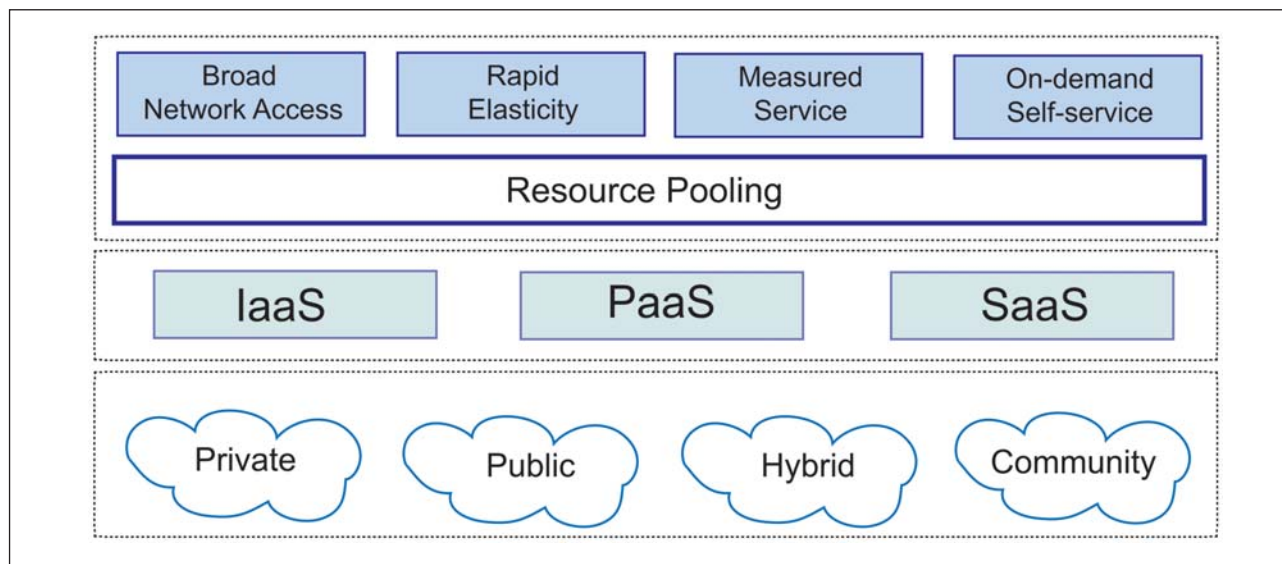 Broad
Network Access
Rapid
Elasticity
Measured
Service
On-demand
Self-service
Resource Pooling
IaaS
PaaS
SaaS
Private
Public
Hybrid
Community